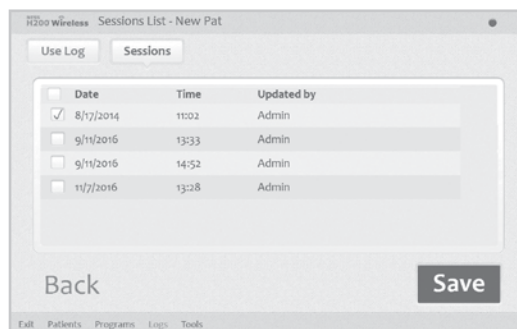 H200 Wireless Sessions List - New Pat
Use Log Sessions
Date Time Updated by
8/17/2014 11:02 Admin
9/11/2016 13:33 Admin
9/11/2016 14:52 Admin
11/7/2016 13:28 Admin
Back Save
Exit Patients Programs Logs Tools